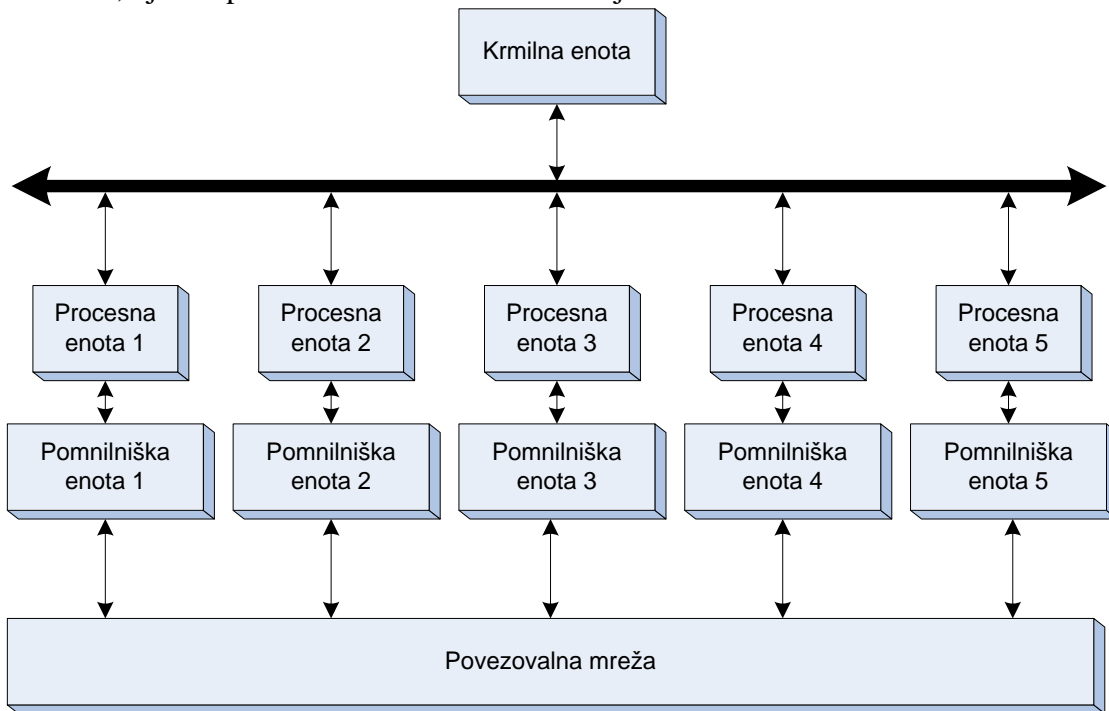 Krmilna enota
Procesna
enota 1
Procesna
enota 2
Procesna
enota 3
Procesna
enota 4
Procesna
enota 5
Pomnilniška
enota 1
Pomnilniška
enota 2
Pomnilniška
enota 3
Pomnilniška
enota 4
Pomnilniška
enota 5
Povezovalna mreža